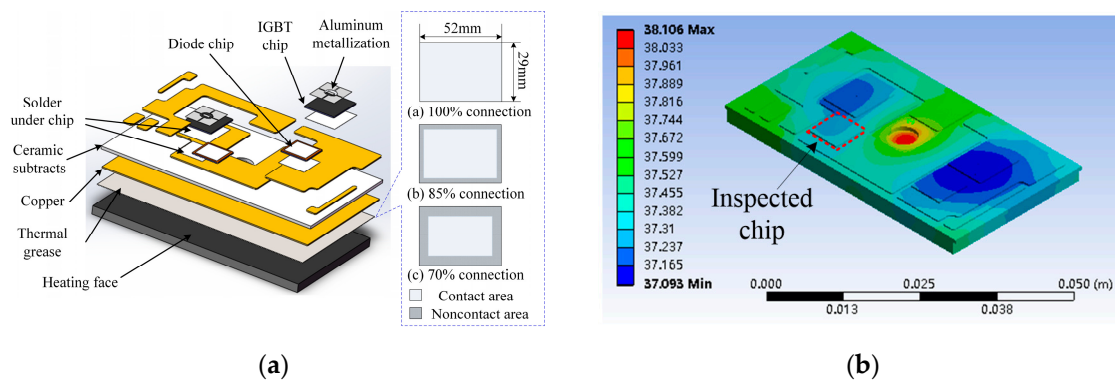 Diode chip
IGBT
chip
Aluminum
metallization
Solder
under chip
Ceramic
subtracts
Copper
Thermal
grease
Heating face
52mm
29mm
(a) 100% connection
(b) 85% connection
(c) 70% connection
Contact area
Noncontact area
(a)
38.106 Max
38.033
37.961
37.889
37.816
37.744
37.672
37.599
37.527
37.455
37.382
37.31
37.237
37.165
37.093 Min
Inspected
chip
0.000 0.025 0.050 (m)
0.013 0.038
(b)